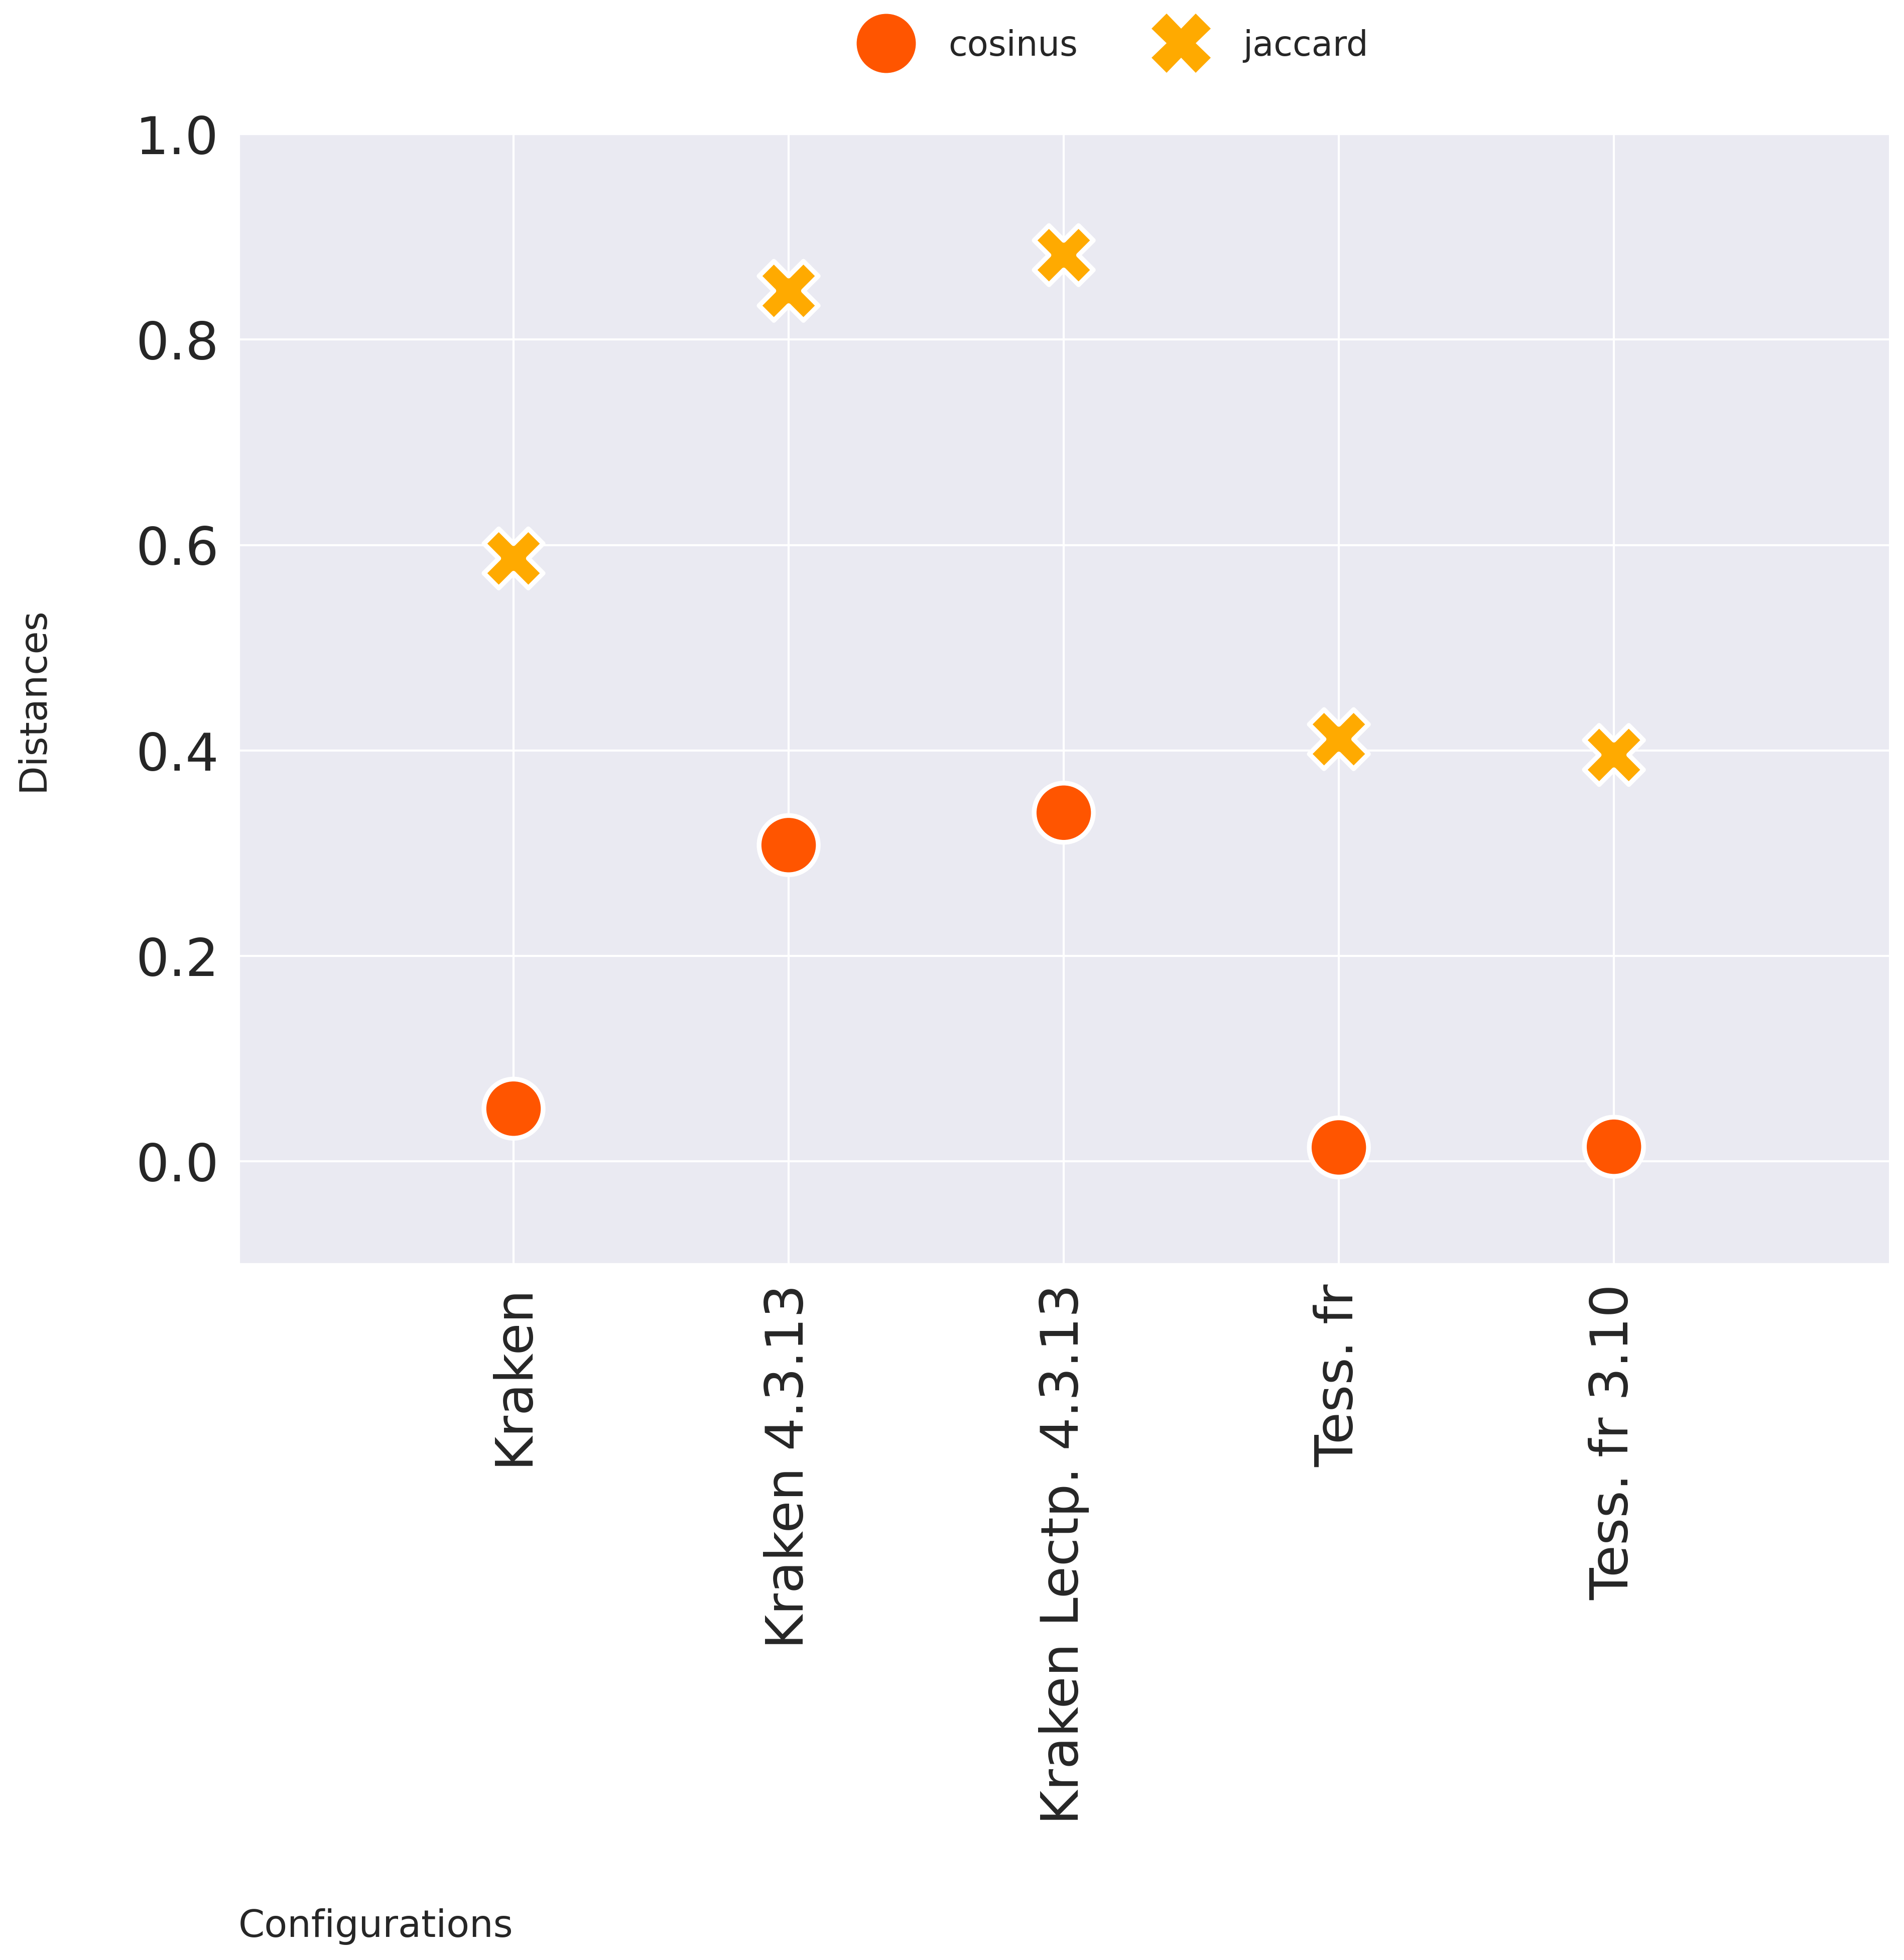 cosinus jaccard
1.0
0.8
0.6
0.4
0.2
0.0
Distances
Kraken
Kraken 4.3.13
Kraken Lectp. 4.3.13
Tess. fr
Tess. fr 3.10
Configurations